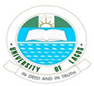 UNIVERSITY OF LAGOS
IN DEED AND IN TRUTH